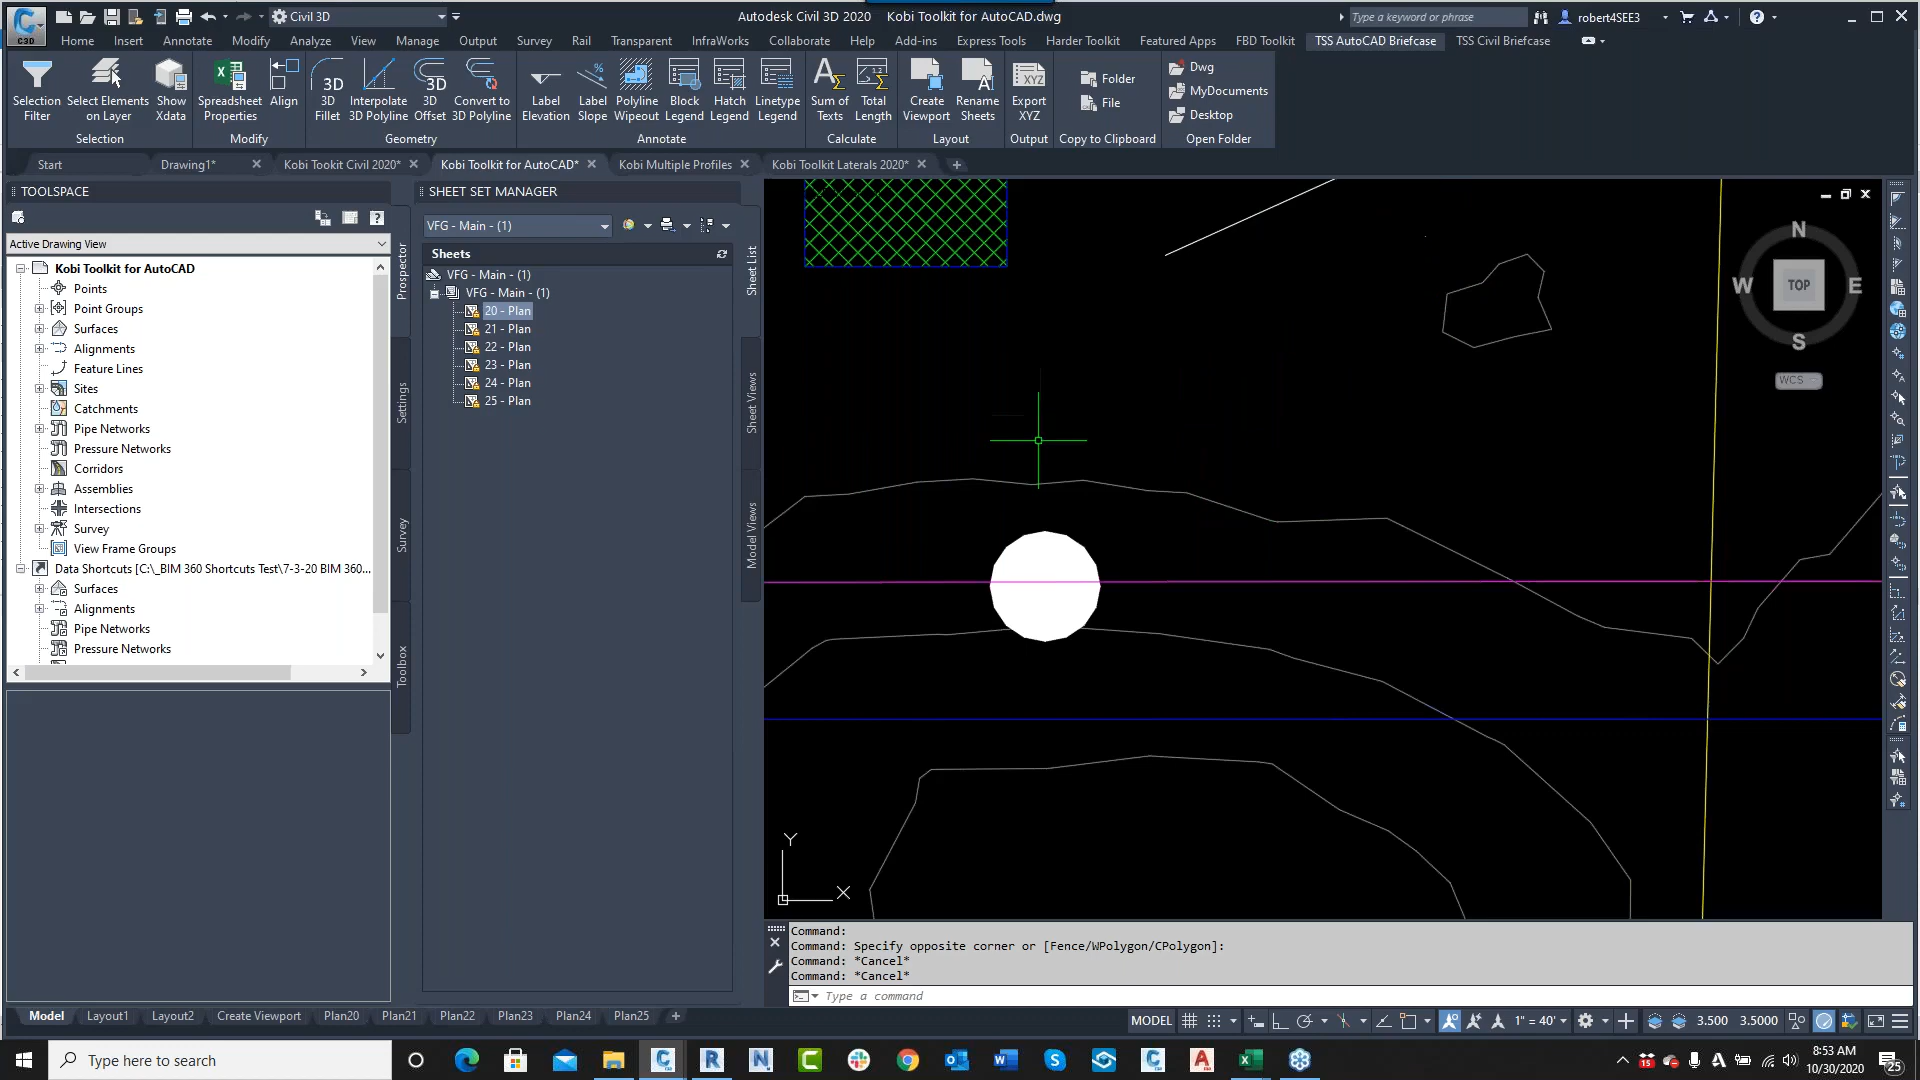 Civil 3D
Autodesk Civil 3D 2020 Kobi Toolkit for AutoCAD.dwg
Type a keyword or phrase
robert4SEE3
C3D
Home Insert Annotate Modify Analyze View Manage Output Survey Rail Transparent InfraWorks Collaborate Help Add-ins Express Tools Harder Toolkit Featured Apps FBD Toolkit TSS AutoCAD Briefcase TSS Civil Briefcase
Selection Filter
Select Elements on Layer
Show Xdata
Spreadsheet Properties
Align
3D Fillet
Interpolate 3D Polyline
3D Offset
Convert to 3D Polyline
Label Elevation
Label Slope
Polyline Wipeout
Block Legend
Hatch Legend
Linetype Legend
Sum of Texts
Total Length
Create Viewport
Rename Sheets
Export XYZ
Folder
File
Dwg
MyDocuments
Desktop
Selection Modify Geometry Annotate Calculate Layout Output Copy to Clipboard Open Folder
Start Drawing1* Kobi Tookit Civil 2020* Kobi Toolkit for AutoCAD* Kobi Multiple Profiles Kobi Toolkit Laterals 2020*
TOOLSPACE
Active Drawing View
Kobi Toolkit for AutoCAD
Points
Point Groups
Surfaces
Alignments
Feature Lines
Sites
Catchments
Pipe Networks
Pressure Networks
Corridors
Assemblies
Intersections
Survey
View Frame Groups
Data Shortcuts [C:\_BIM 360 Shortcuts Test\7-3-20 BIM 360...
Surfaces
Alignments
Pipe Networks
Pressure Networks
Prospector
Settings
Survey
Toolbox
SHEET SET MANAGER
VFG - Main - (1)
Sheets
VFG - Main - (1)
VFG - Main - (1)
20 - Plan
21 - Plan
22 - Plan
23 - Plan
24 - Plan
25 - Plan
Sheet List
Sheet Views
Model Views
N
W TOP E
S
WCS
Y
X
Command:
Command: Specify opposite corner or [Fence/WPolygon/CPolygon]:
Command: *Cancel*
Command: *Cancel*
Type a command
Model Layout1 Layout2 Create Viewport Plan20 Plan21 Plan22 Plan23 Plan24 Plan25
MODEL 1" = 40' 3.500 3.5000
Type here to search
8:53 AM
10/30/2020
15
25